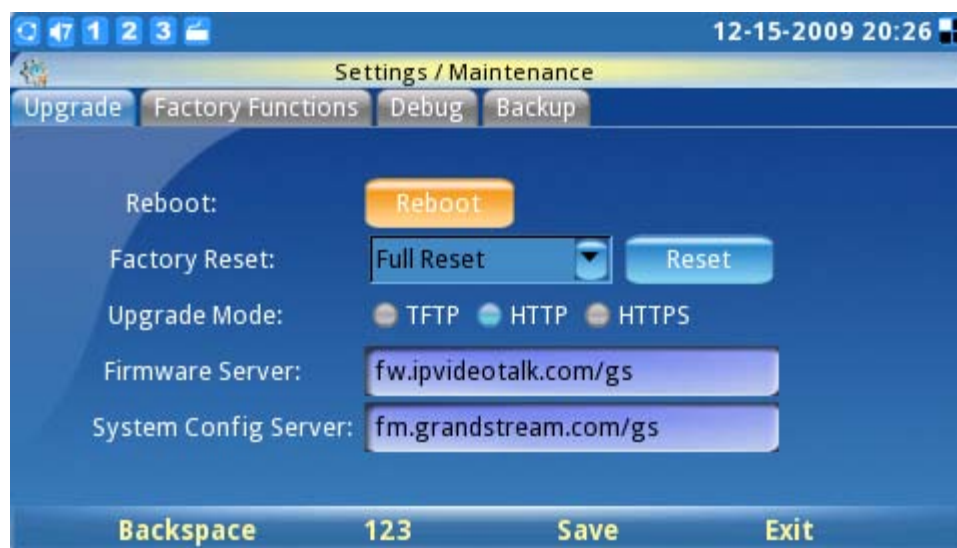 7 1 2 3 12-15-2009 20:26
Settings / Maintenance
Upgrade Factory Functions Debug Backup
Reboot: Reboot
Factory Reset: Full Reset Reset
Upgrade Mode: TFTP HTTP HTTPS
Firmware Server: fw.ipvideotalk.com/gs
System Config Server: fm.grandstream.com/gs
Backspace 123 Save Exit